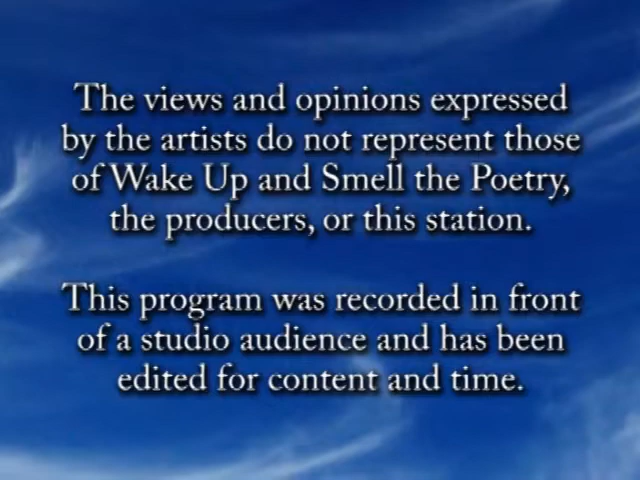 The views and opinions expressed
by the artists do not represent those
of Wake Up and Smell the Poetry,
the producers, or this station.
This program was recorded in front
of a studio audience and has been
edited for content and time.